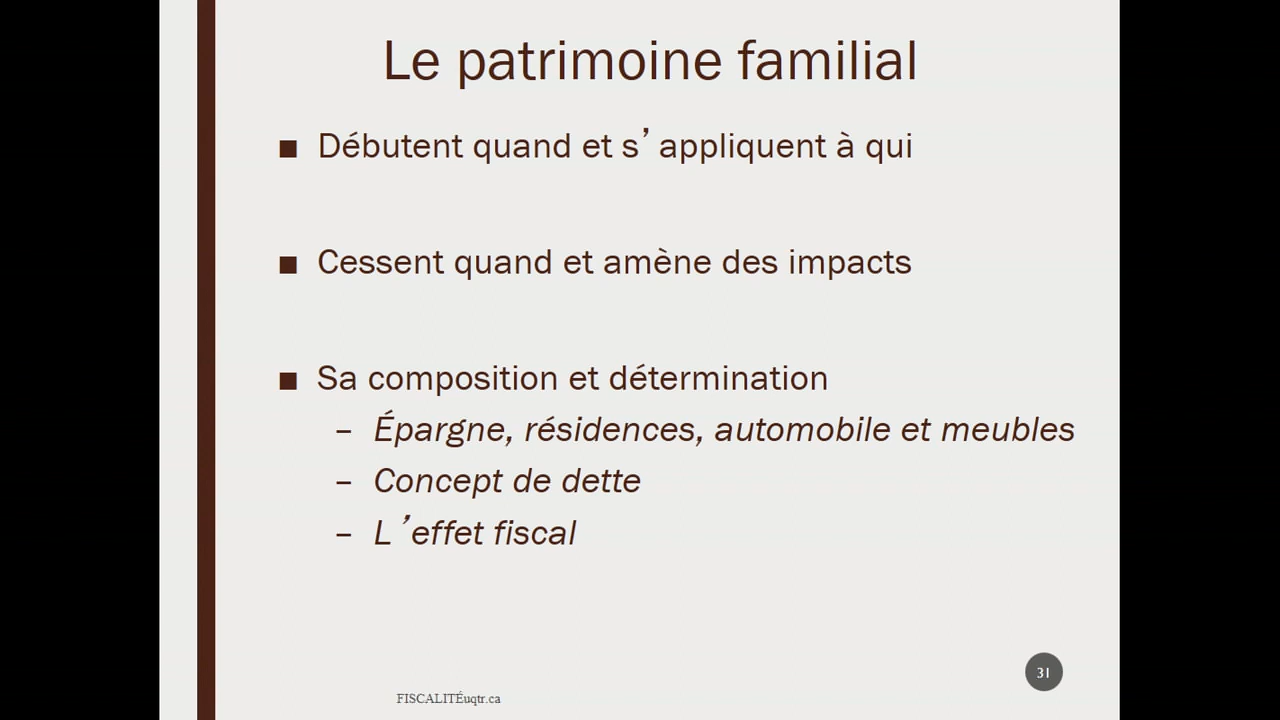 Le patrimoine familial
■ Débutent quand et s’ appliquent à qui
■ Cessent quand et amène des impacts
■ Sa composition et détermination
– Épargne, résidences, automobile et meubles
– Concept de dette
– L ’effet fiscal
31
FISCALITÉuqtr.ca